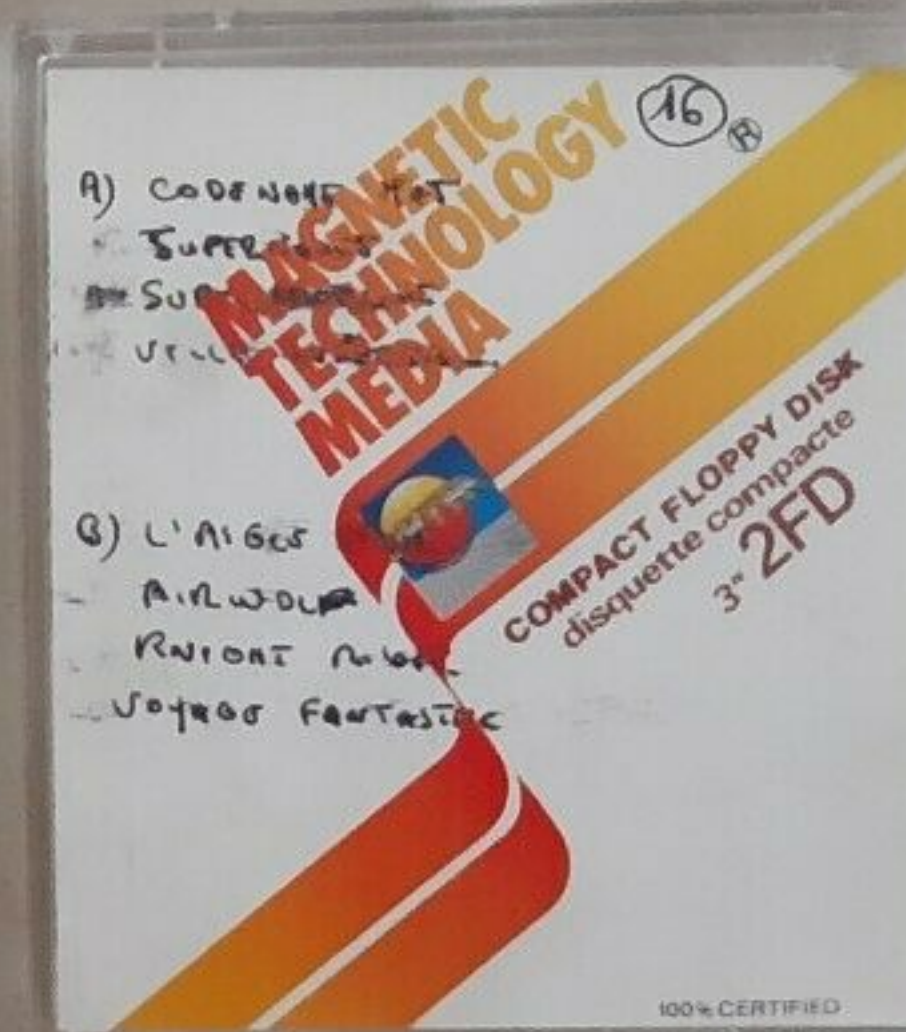 16
®
MAGNETIC
TECHNOLOGY
MEDIA
A) CODENAME MAT
B) L'AIGLE
AIRWOLF
KNIGHT
VOYAGE FANTASTIC
COMPACT FLOPPY DISK
disquette compacte
3" 2FD
100% CERTIFIED